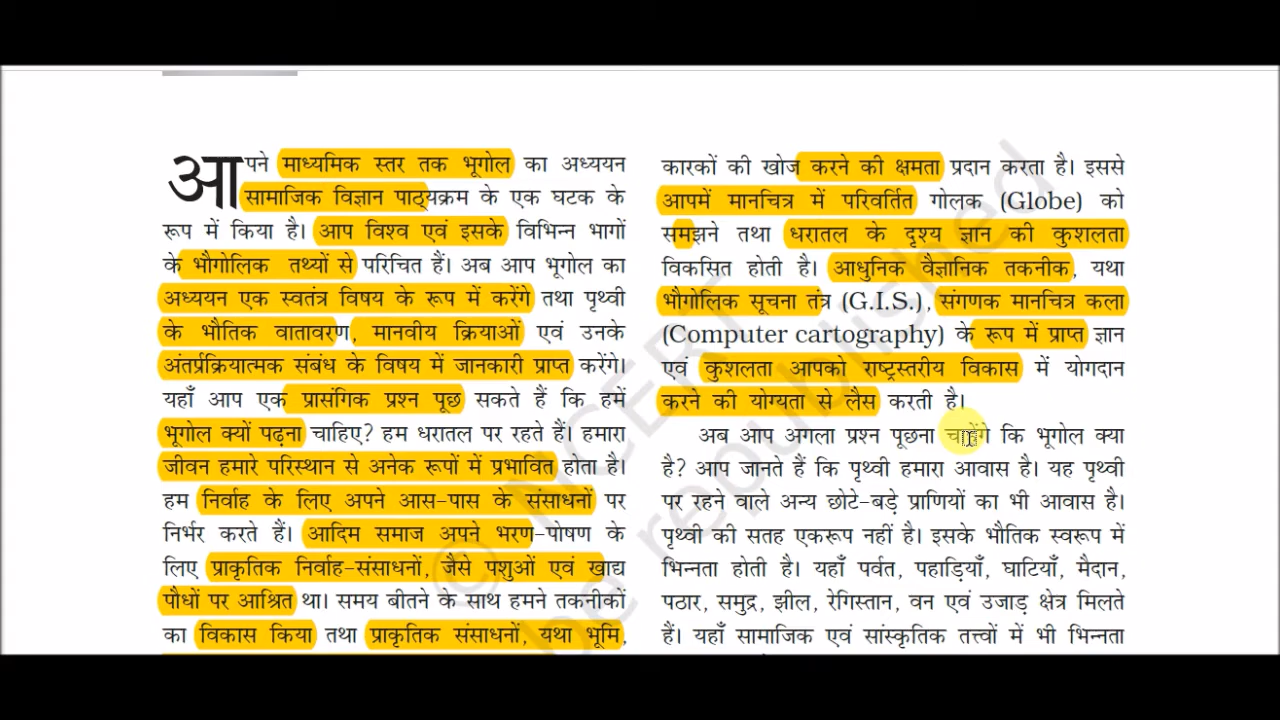 आपने माध्यमिक स्तर तक भूगोल का अध्ययन
सामाजिक विज्ञान पाठ्यक्रम के एक घटक के
रूप में किया है। आप विश्व एवं इसके विभिन्न भागों
के भौगोलिक तथ्यों से परिचित हैं। अब आप भूगोल का
अध्ययन एक स्वतंत्र विषय के रूप में करेंगे तथा पृथ्वी
के भौतिक वातावरण, मानवीय क्रियाओं एवं उनके
अंतर्प्रक्रियात्मक संबंध के विषय में जानकारी प्राप्त करेंगे।
यहाँ आप एक प्रासंगिक प्रश्न पूछ सकते हैं कि हमें
भूगोल क्यों पढ़ना चाहिए? हम धरातल पर रहते हैं। हमारा
जीवन हमारे परिस्थान से अनेक रूपों में प्रभावित होता है।
हम निर्वाह के लिए अपने आस-पास के संसाधनों पर
निर्भर करते हैं। आदिम समाज अपने भरण-पोषण के
लिए प्राकृतिक निर्वाह-संसाधनों, जैसे पशुओं एवं खाद्य
पौधों पर आश्रित था। समय बीतने के साथ हमने तकनीकों
का विकास किया तथा प्राकृतिक संसाधनों, यथा भूमि,
कारकों की खोज करने की क्षमता प्रदान करता है। इससे
आपमें मानचित्र में परिवर्तित गोलक (Globe) को
समझने तथा धरातल के दृश्य ज्ञान की कुशलता
विकसित होती है। आधुनिक वैज्ञानिक तकनीक, यथा
भौगोलिक सूचना तंत्र (G.I.S.), संगणक मानचित्र कला
(Computer cartography) के रूप में प्राप्त ज्ञान
एवं कुशलता आपको राष्ट्रस्तरीय विकास में योगदान
करने की योग्यता से लैस करती है।
अब आप अगला प्रश्न पूछना चाहेंगे कि भूगोल क्या
है? आप जानते हैं कि पृथ्वी हमारा आवास है। यह पृथ्वी
पर रहने वाले अन्य छोटे-बड़े प्राणियों का भी आवास है।
पृथ्वी की सतह एकरूप नहीं है। इसके भौतिक स्वरूप में
भिन्नता होती है। यहाँ पर्वत, पहाड़ियाँ, घाटियाँ, मैदान,
पठार, समुद्र, झील, रेगिस्तान, वन एवं उजाड़ क्षेत्र मिलते
हैं। यहाँ सामाजिक एवं सांस्कृतिक तत्त्वों में भी भिन्नता
© NCERT
be republished